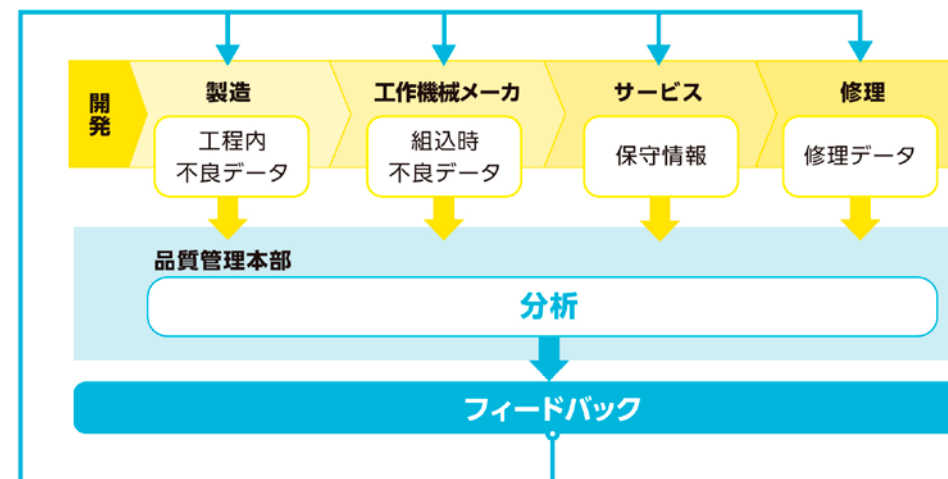 開発
製造
工作機械メーカ
サービス
修理
工程内
不良データ
組込時
不良データ
保守情報
修理データ
品質管理本部
分析
フィードバック